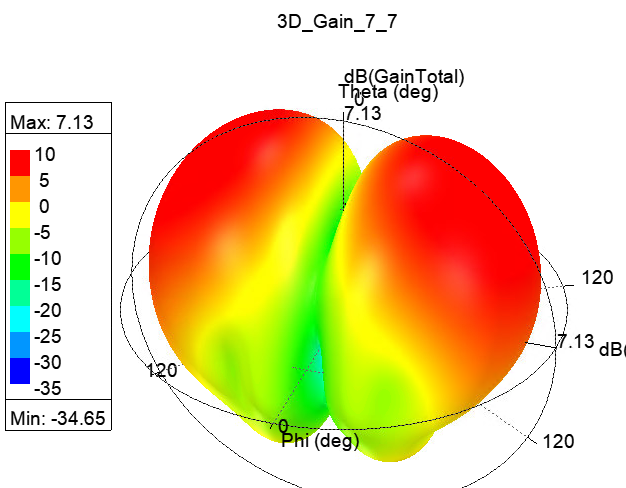 3D_Gain_7_7
dB(GainTotal)
Theta (deg)
0
7.13
Max: 7.13
10
5
0
-5
-10
-15
-20
-25
-30
-35
Min: -34.65
120
7.13 dB(
120
0
Phi (deg)
120